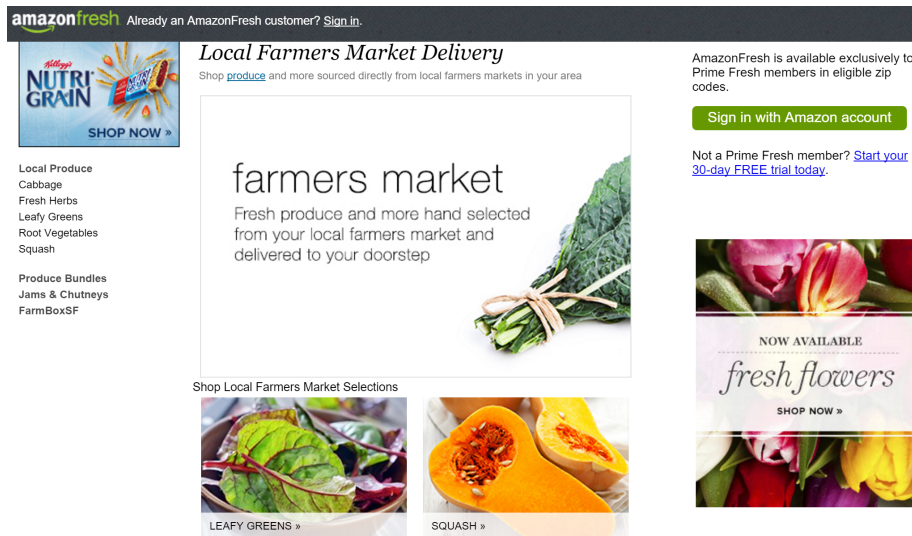 amazonfresh Already an AmazonFresh customer? Sign in.
Kellogg's
NUTRI
GRAIN
SHOP NOW »
Local Produce
Cabbage
Fresh Herbs
Leafy Greens
Root Vegetables
Squash
Produce Bundles
Jams & Chutneys
FarmBoxSF
Local Farmers Market Delivery
Shop produce and more sourced directly from local farmers markets in your area
farmers market
Fresh produce and more hand selected
from your local farmers market and
delivered to your doorstep
Shop Local Farmers Market Selections
LEAFY GREENS »
SQUASH »
AmazonFresh is available exclusively to
Prime Fresh members in eligible zip
codes.
Sign in with Amazon account
Not a Prime Fresh member? Start your
30-day FREE trial today.
NOW AVAILABLE
fresh flowers
SHOP NOW »